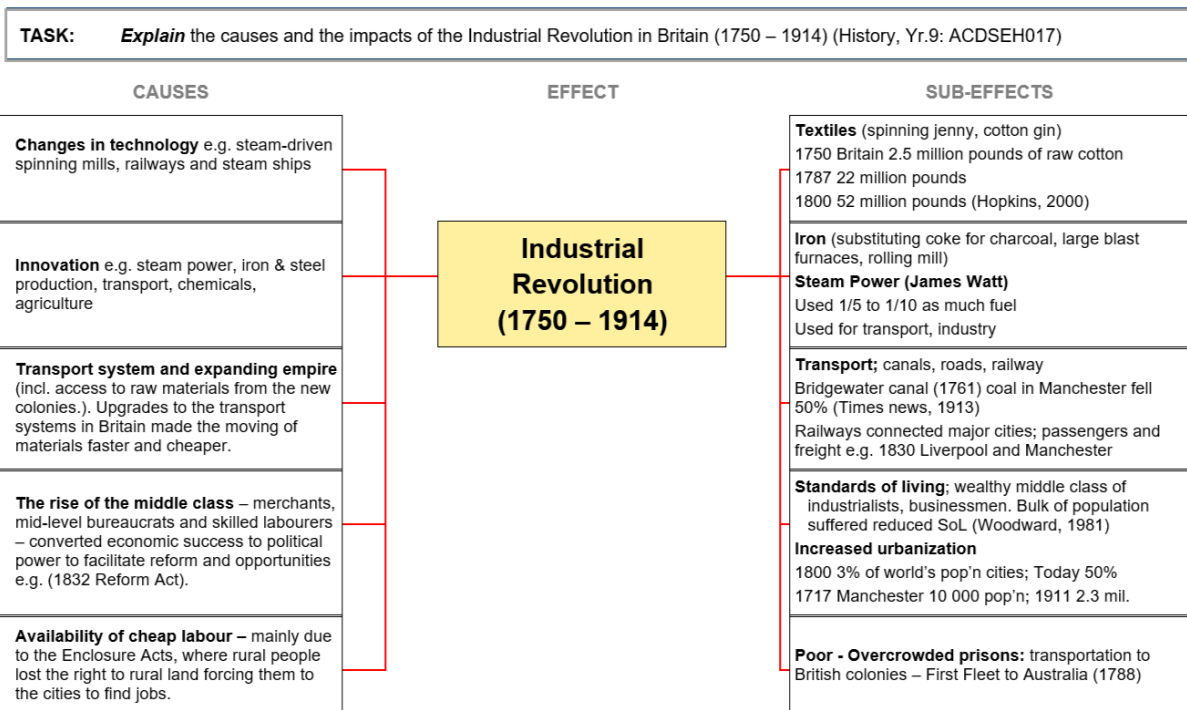 TASK: Explain the causes and the impacts of the Industrial Revolution in Britain (1750 – 1914) (History, Yr.9: ACDSEH017)
CAUSES
EFFECT
SUB-EFFECTS
Changes in technology e.g. steam-driven
spinning mills, railways and steam ships
Innovation e.g. steam power, iron & steel
production, transport, chemicals,
agriculture
Transport system and expanding empire
(incl. access to raw materials from the new
colonies.). Upgrades to the transport
systems in Britain made the moving of
materials faster and cheaper.
The rise of the middle class – merchants,
mid-level bureaucrats and skilled labourers
– converted economic success to political
power to facilitate reform and opportunities
e.g. (1832 Reform Act).
Availability of cheap labour – mainly due
to the Enclosure Acts, where rural people
lost the right to rural land forcing them to
the cities to find jobs.
Industrial
Revolution
(1750 – 1914)
Textiles (spinning jenny, cotton gin)
1750 Britain 2.5 million pounds of raw cotton
1787 22 million pounds
1800 52 million pounds (Hopkins, 2000)
Iron (substituting coke for charcoal, large blast
furnaces, rolling mill)
Steam Power (James Watt)
Used 1/5 to 1/10 as much fuel
Used for transport, industry
Transport; canals, roads, railway
Bridgewater canal (1761) coal in Manchester fell
50% (Times news, 1913)
Railways connected major cities; passengers and
freight e.g. 1830 Liverpool and Manchester
Standards of living; wealthy middle class of
industrialists, businessmen. Bulk of population
suffered reduced SoL (Woodward, 1981)
Increased urbanization
1800 3% of world's pop'n cities; Today 50%
1717 Manchester 10 000 pop'n; 1911 2.3 mil.
Poor - Overcrowded prisons: transportation to
British colonies – First Fleet to Australia (1788)